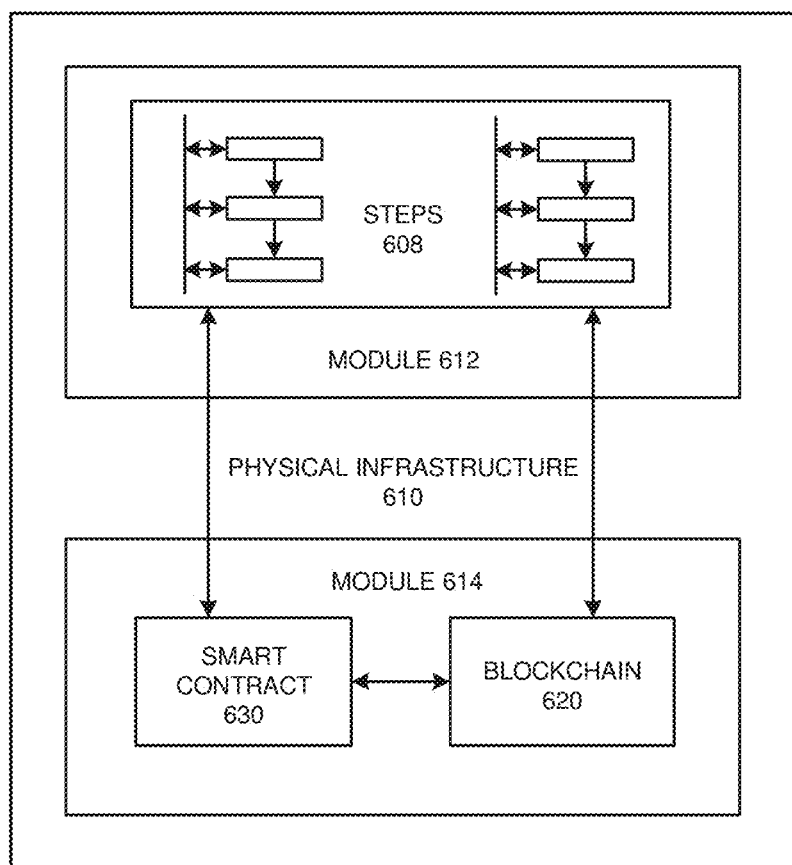 STEPS
608
MODULE 612
PHYSICAL INFRASTRUCTURE
610
MODULE 614
SMART
CONTRACT
630
BLOCKCHAIN
620